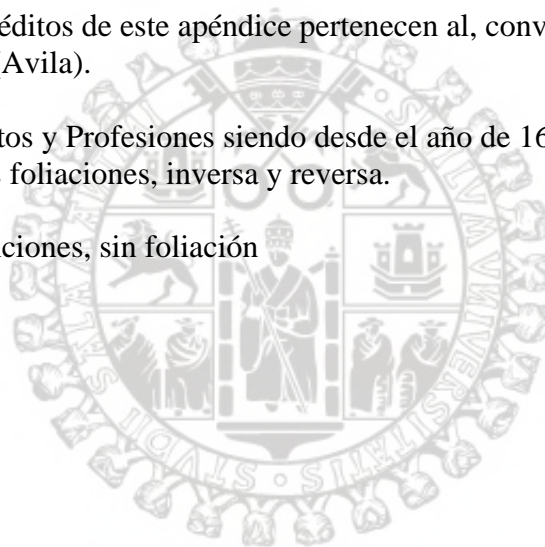 éditos de este apéndice pertenecen al, conv
Avila).
tos y Profesiones siendo desde el año de 16
s foliaciones, inversa y reversa.
ciones, sin foliación